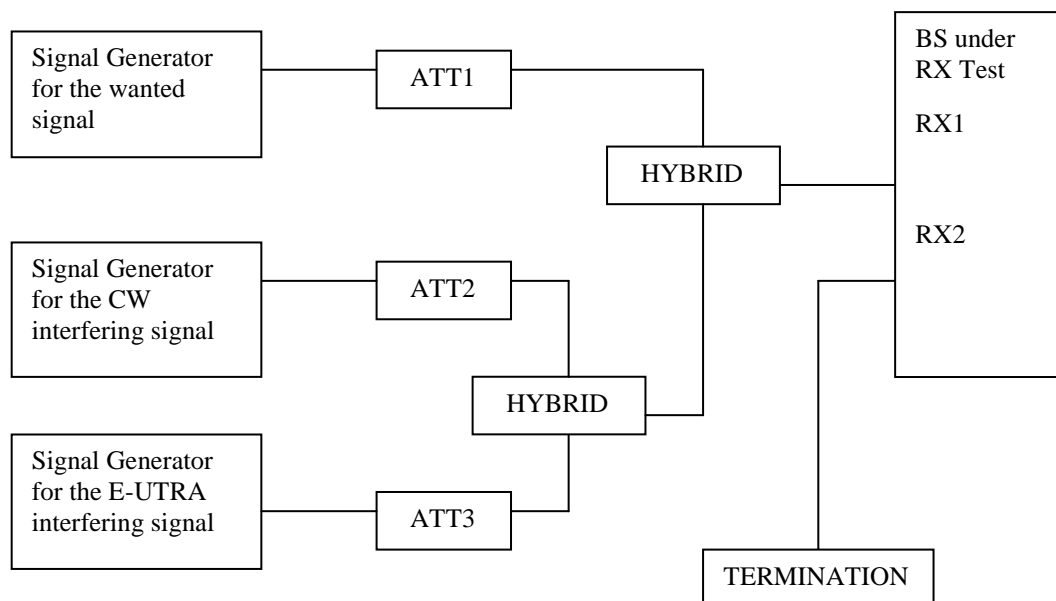 Signal Generator
for the wanted
signal
ATT1
HYBRID
BS under
RX Test
RX1
RX2
Signal Generator
for the CW
interfering signal
ATT2
HYBRID
Signal Generator
for the E-UTRA
interfering signal
ATT3
TERMINATION